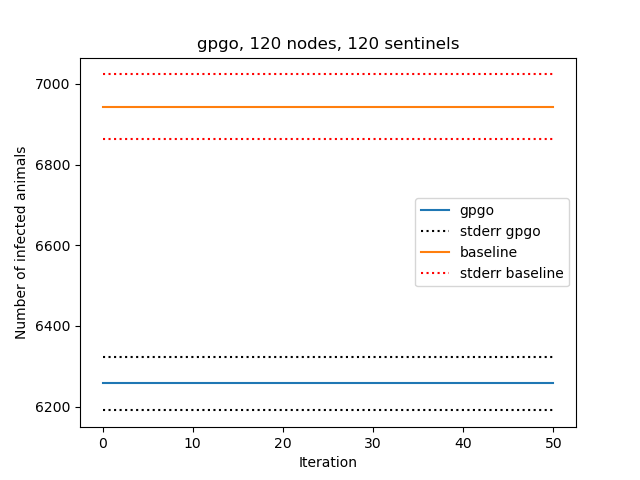 gpgo, 120 nodes, 120 sentinels
7000
6800
6600
6400
6200
Number of infected animals
gpgo
stderr gpgo
baseline
stderr baseline
0 10 20 30 40 50
Iteration